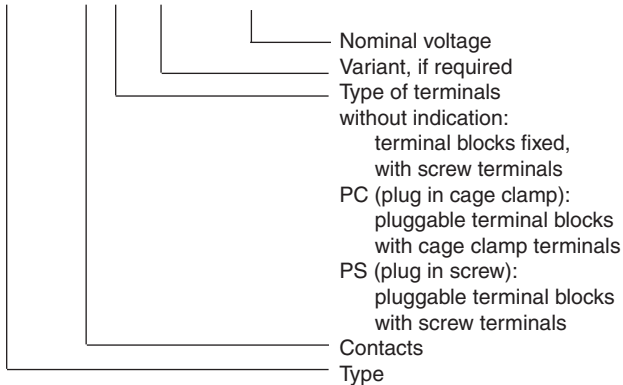 Nominal voltage
Variant, if required
Type of terminals
without indication:
terminal blocks fixed,
with screw terminals
PC (plug in cage clamp):
pluggable terminal blocks
with cage clamp terminals
PS (plug in screw):
pluggable terminal blocks
with screw terminals
Contacts
Type